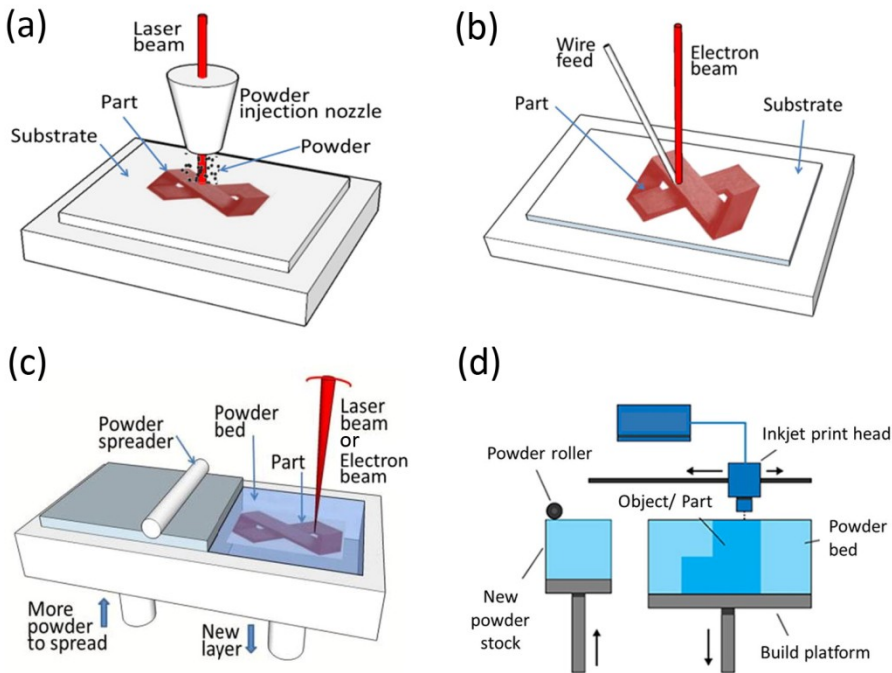 (a)
Laser
beam
Part
Powder
injection nozzle
Substrate
Powder
(b)
Wire
feed
Electron
beam
Part
Substrate
(c)
Powder
spreader
Powder
bed
Part
Laser
beam
or
Electron
beam
More
powder
to spread
New
layer
(d)
Inkjet print head
Powder roller
Object/ Part
Powder
bed
New
powder
stock
Build platform